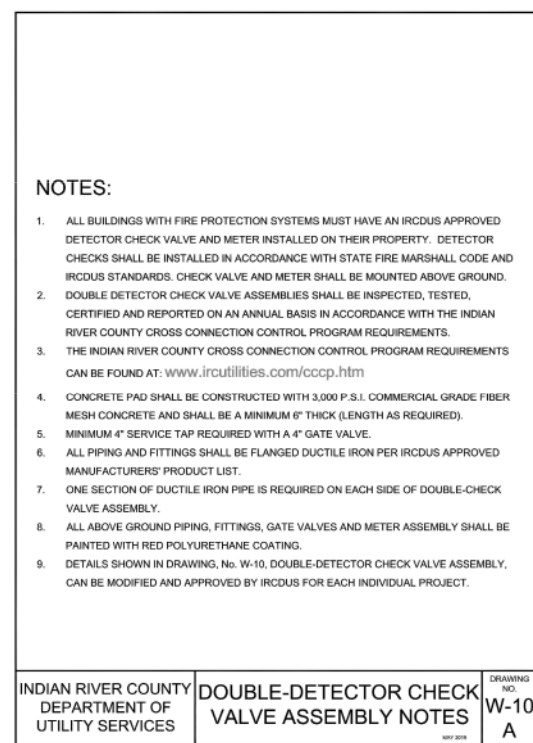 NOTES:
1. ALL BUILDINGS WITH FIRE PROTECTION SYSTEMS MUST HAVE AN IRCDUS APPROVED
DETECTOR CHECK VALVE AND METER INSTALLED ON THEIR PROPERTY. DETECTOR
CHECKS SHALL BE INSTALLED IN ACCORDANCE WITH STATE FIRE MARSHALL CODE AND
IRCDUS STANDARDS. CHECK VALVE AND METER SHALL BE MOUNTED ABOVE GROUND.
2. DOUBLE DETECTOR CHECK VALVE ASSEMBLIES SHALL BE INSPECTED, TESTED,
CERTIFIED AND REPORTED ON AN ANNUAL BASIS IN ACCORDANCE WITH THE INDIAN
RIVER COUNTY CROSS CONNECTION CONTROL PROGRAM REQUIREMENTS.
3. THE INDIAN RIVER COUNTY CROSS CONNECTION CONTROL PROGRAM REQUIREMENTS
CAN BE FOUND AT: www.ircutilities.com/cccp.htm
4. CONCRETE PAD SHALL BE CONSTRUCTED WITH 3,000 P.S.I. COMMERCIAL GRADE FIBER
MESH CONCRETE AND SHALL BE A MINIMUM 6" THICK (LENGTH AS REQUIRED).
5. MINIMUM 4" SERVICE TAP REQUIRED WITH A 4" GATE VALVE.
6. ALL PIPING AND FITTINGS SHALL BE FLANGED DUCTILE IRON PER IRCDUS APPROVED
MANUFACTURERS' PRODUCT LIST.
7. ONE SECTION OF DUCTILE IRON PIPE IS REQUIRED ON EACH SIDE OF DOUBLE-CHECK
VALVE ASSEMBLY.
8. ALL ABOVE GROUND PIPING, FITTINGS, GATE VALVES AND METER ASSEMBLY SHALL BE
PAINTED WITH RED POLYURETHANE COATING.
9. DETAILS SHOWN IN DRAWING, No. W-10, DOUBLE-DETECTOR CHECK VALVE ASSEMBLY,
CAN BE MODIFIED AND APPROVED BY IRCDUS FOR EACH INDIVIDUAL PROJECT.
INDIAN RIVER COUNTY
DEPARTMENT OF
UTILITY SERVICES
DOUBLE-DETECTOR CHECK
VALVE ASSEMBLY NOTES
MAY 2019
DRAWING
NO.
W-10
A